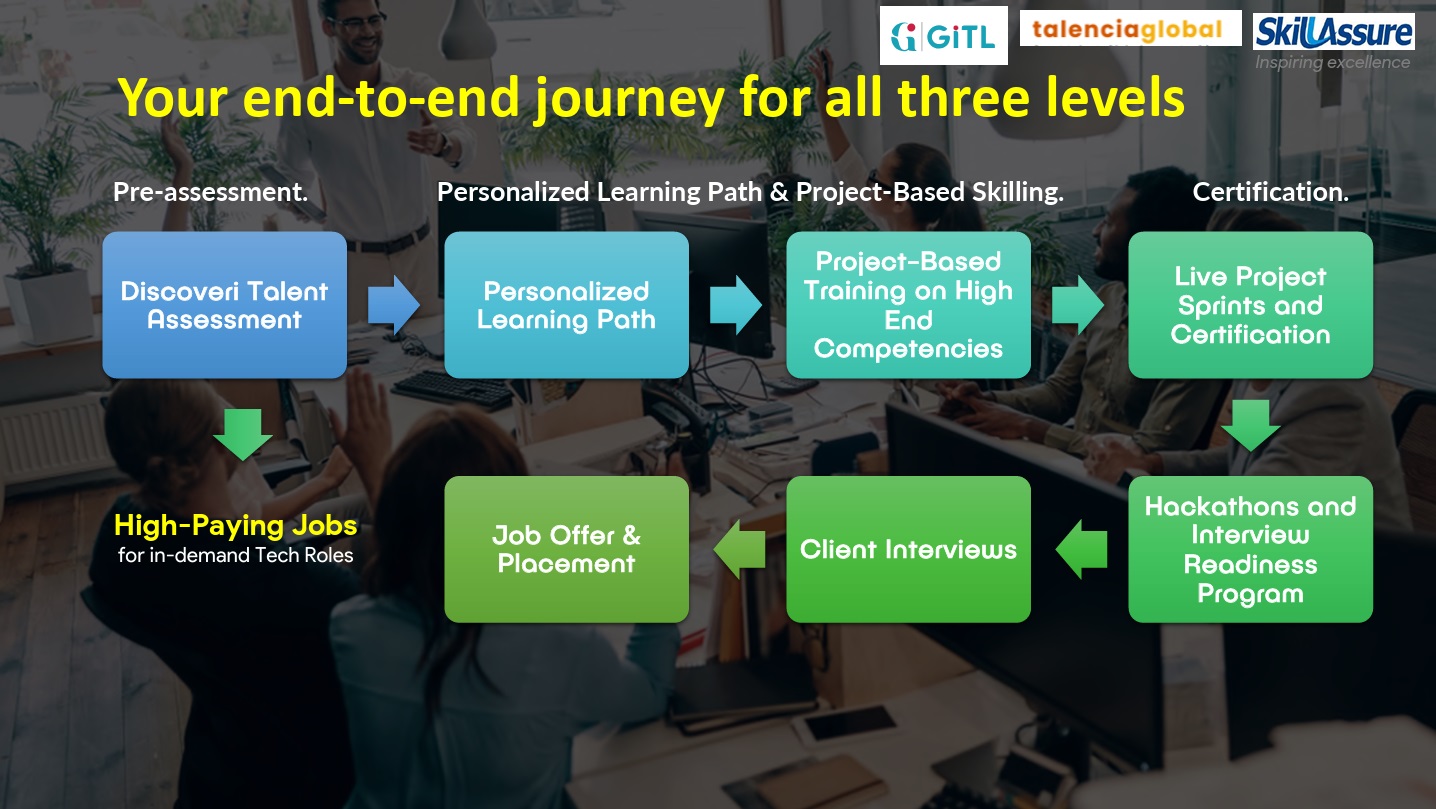 GiTL
talenciaglobal
SkillAssure
Inspiring excellence
Your end-to-end journey for all three levels
Pre-assessment.
Personalized Learning Path & Project-Based Skilling.
Certification.
Discoveri Talent
Assessment
Personalized
Learning Path
Project-Based
Training on High
End
Competencies
Live Project
Sprints and
Certification
High-Paying Jobs
for in-demand Tech Roles
Job Offer &
Placement
Client Interviews
Hackathons and
Interview
Readiness
Program